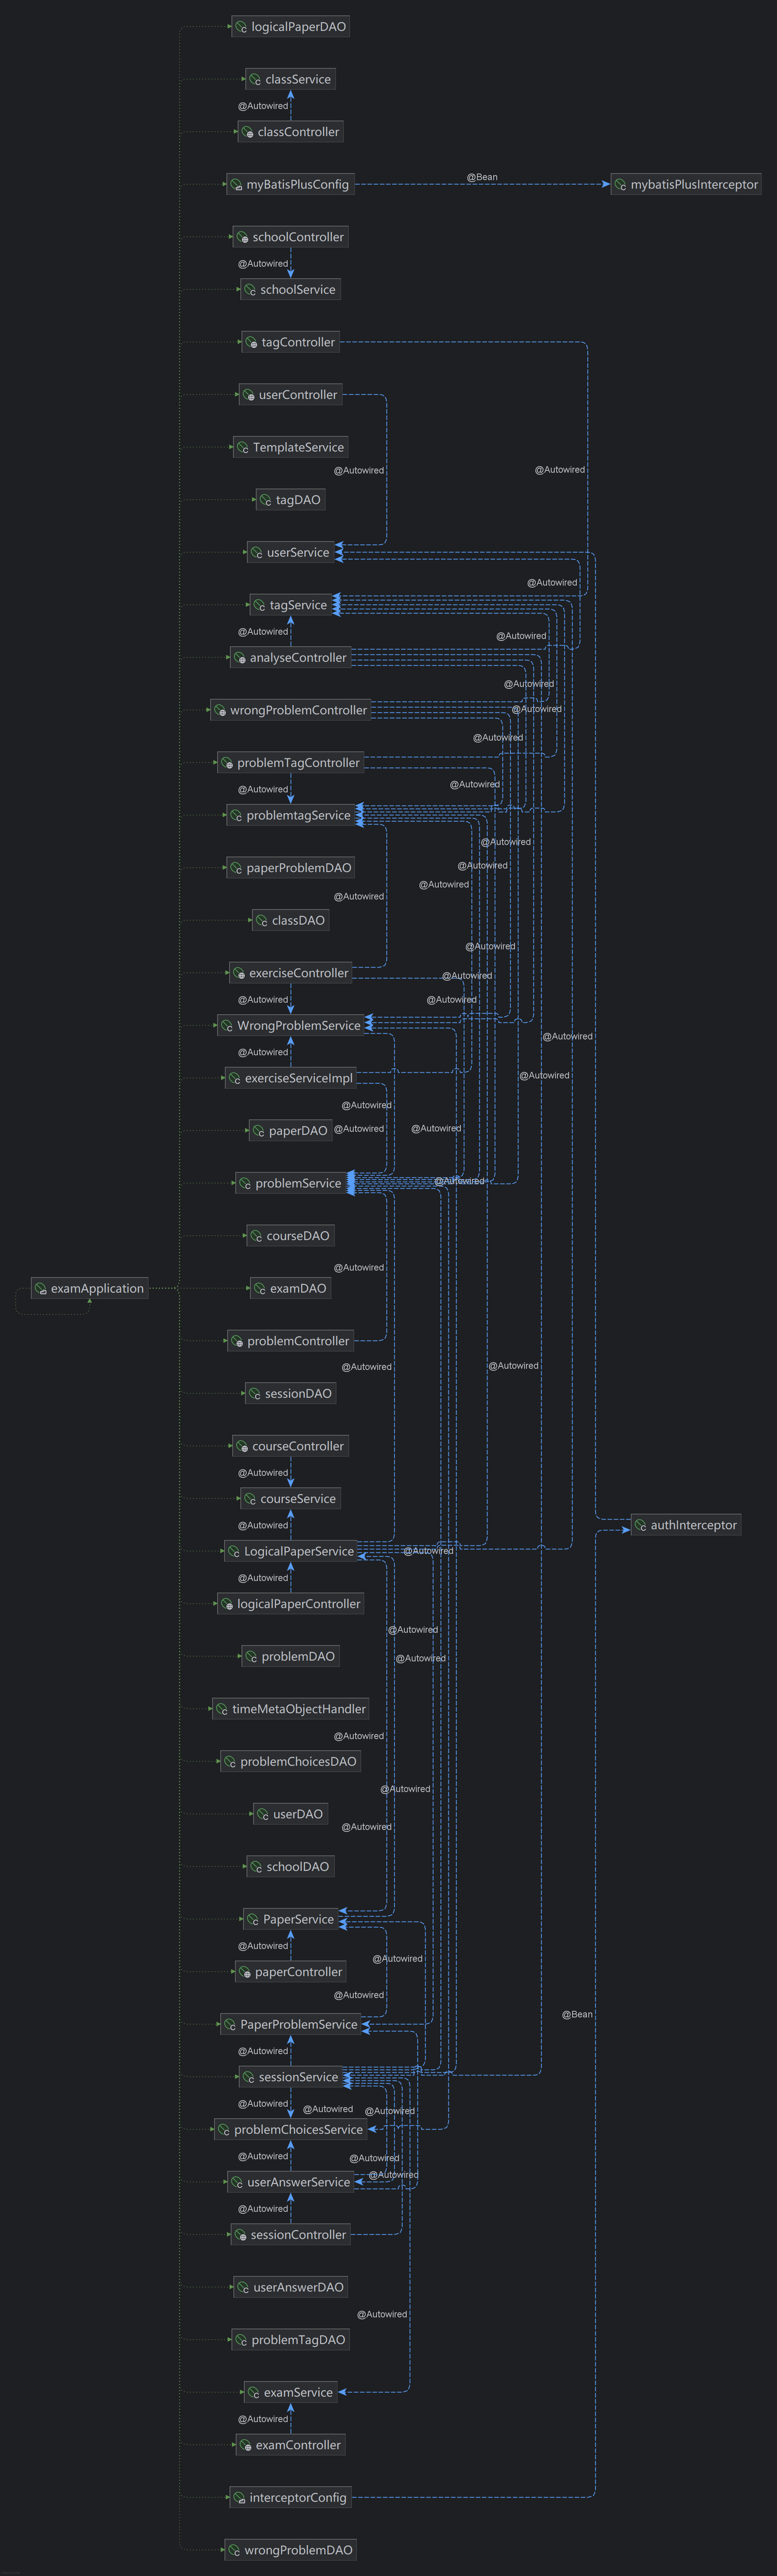 logicalPaperDAO
classService
@Autowired
classController
myBatisPlusConfig
@Bean
mybatisPlusInterceptor
schoolController
@Autowired
schoolService
tagController
userController
TemplateService
@Autowired
@Autowired
tagDAO
userService
@Autowired
tagService
@Autowired
@Autowired
analyseController
@Autowired
wrongProblemController
@Autowired
@Autowired
problemTagController
@Autowired
@Autowired
problemtagService
@Autowired
paperProblemDAO
@Autowired
@Autowired
@Autowired
classDAO
@Autowired
exerciseController
@Autowired
@Autowired
@Autowired
WrongProblemService
@Autowired
@Autowired
exerciseServiceImpl
@Autowired
@Autowired
paperDAO
@Autowired
@Autowired
problemService
@Autowired
courseDAO
@Autowired
examApplication
examDAO
problemController
@Autowired
@Autowired
sessionDAO
courseController
@Autowired
courseService
@Autowired
authInterceptor
LogicalPaperService
@Autowired
@Autowired
logicalPaperController
@Autowired
problemDAO
@Autowired
timeMetaObjectHandler
@Autowired
problemChoicesDAO
@Autowired
userDAO
@Autowired
schoolDAO
PaperService
@Autowired
@Autowired
paperController
@Autowired
@Bean
PaperProblemService
@Autowired
sessionService
@Autowired
@Autowired
@Autowired
problemChoicesService
@Autowired
@Autowired
@Autowired
userAnswerService
@Autowired
sessionController
userAnswerDAO
@Autowired
problemTagDAO
examService
@Autowired
examController
interceptorConfig
wrongProblemDAO